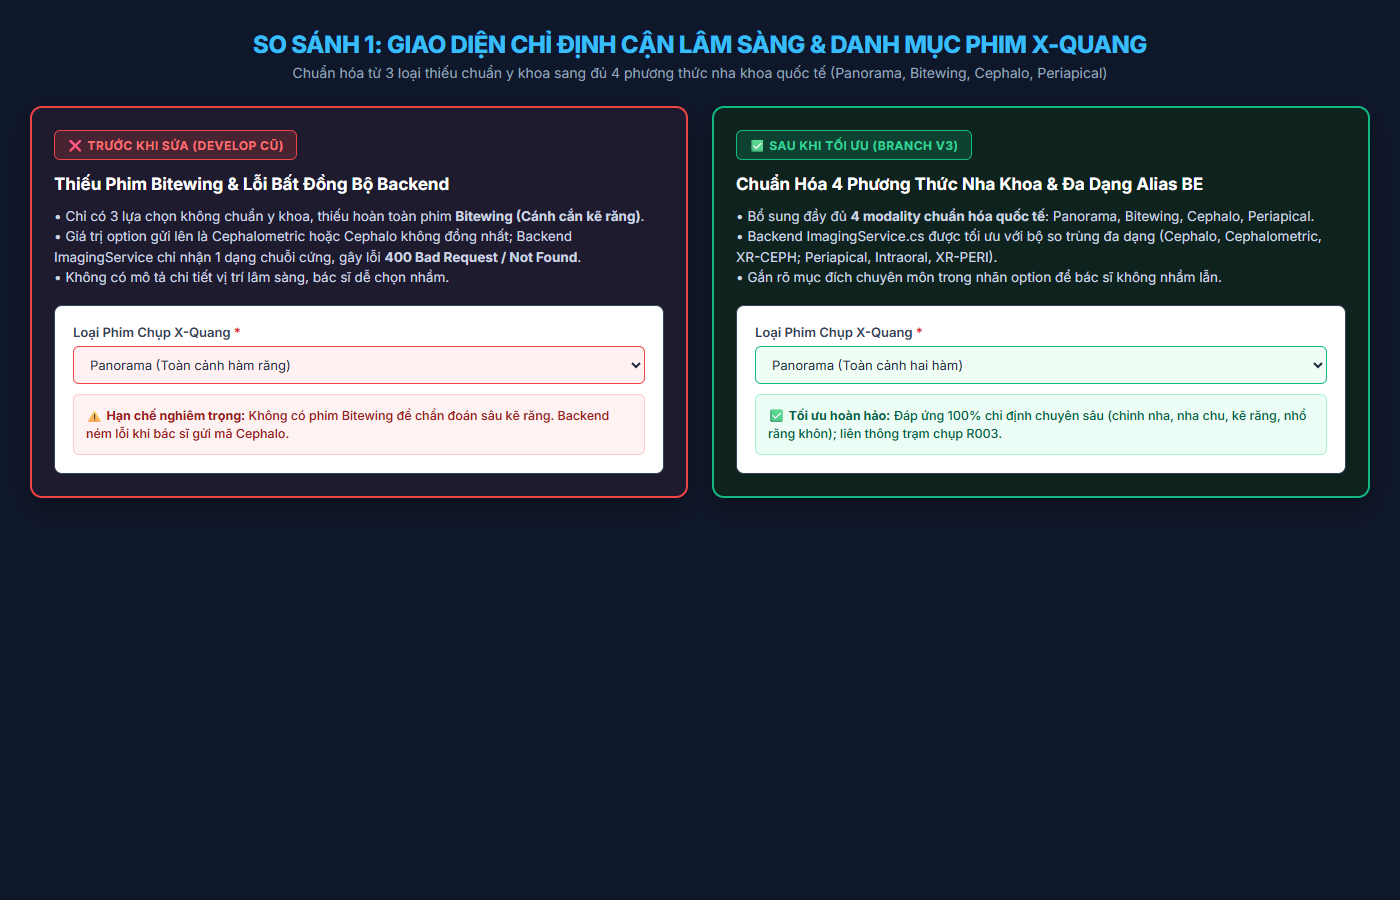 SO SÁNH 1: GIAO DIỆN CHỈ ĐỊNH CẬN LÂM SÀNG & DANH MỤC PHIM X-QUANG
Chuẩn hóa từ 3 loại thiếu chuẩn y khoa sang đủ 4 phương thức nha khoa quốc tế (Panorama, Bitewing, Cephalo, Periapical)
❌ TRƯỚC KHI SỬA (DEVELOP CŨ)
Thiếu Phim Bitewing & Lỗi Bất Đồng Bộ Backend
• Chỉ có 3 lựa chọn không chuẩn y khoa, thiếu hoàn toàn phim Bitewing (Cánh cắn kẽ răng).
• Giá trị option gửi lên là Cephalometric hoặc Cephalo không đồng nhất; Backend
ImagingService chỉ nhận 1 dạng chuỗi cứng, gây lỗi 400 Bad Request / Not Found.
• Không có mô tả chi tiết vị trí lâm sàng, bác sĩ dễ chọn nhầm.
Loại Phim Chụp X-Quang *
Panorama (Toàn cảnh hàm răng)
⚠️ Hạn chế nghiêm trọng: Không có phim Bitewing để chẩn đoán sâu kẽ răng. Backend
ném lỗi khi bác sĩ gửi mã Cephalo.
✅ SAU KHI TỐI ƯU (BRANCH V3)
Chuẩn Hóa 4 Phương Thức Nha Khoa & Đa Dạng Alias BE
• Bổ sung đầy đủ 4 modality chuẩn hóa quốc tế: Panorama, Bitewing, Cephalo, Periapical.
• Backend ImagingService.cs được tối ưu với bộ so trùng đa dạng (Cephalo, Cephalometric,
XR-CEPH; Periapical, Intraoral, XR-PERI).
• Gắn rõ mục đích chuyên môn trong nhãn option để bác sĩ không nhầm lẫn.
Loại Phim Chụp X-Quang *
Panorama (Toàn cảnh hai hàm)
✅ Tối ưu hoàn hảo: Đáp ứng 100% chỉ định chuyên sâu (chỉnh nha, nha chu, kẽ răng, nhổ
răng khôn); liên thông trạm chụp R003.